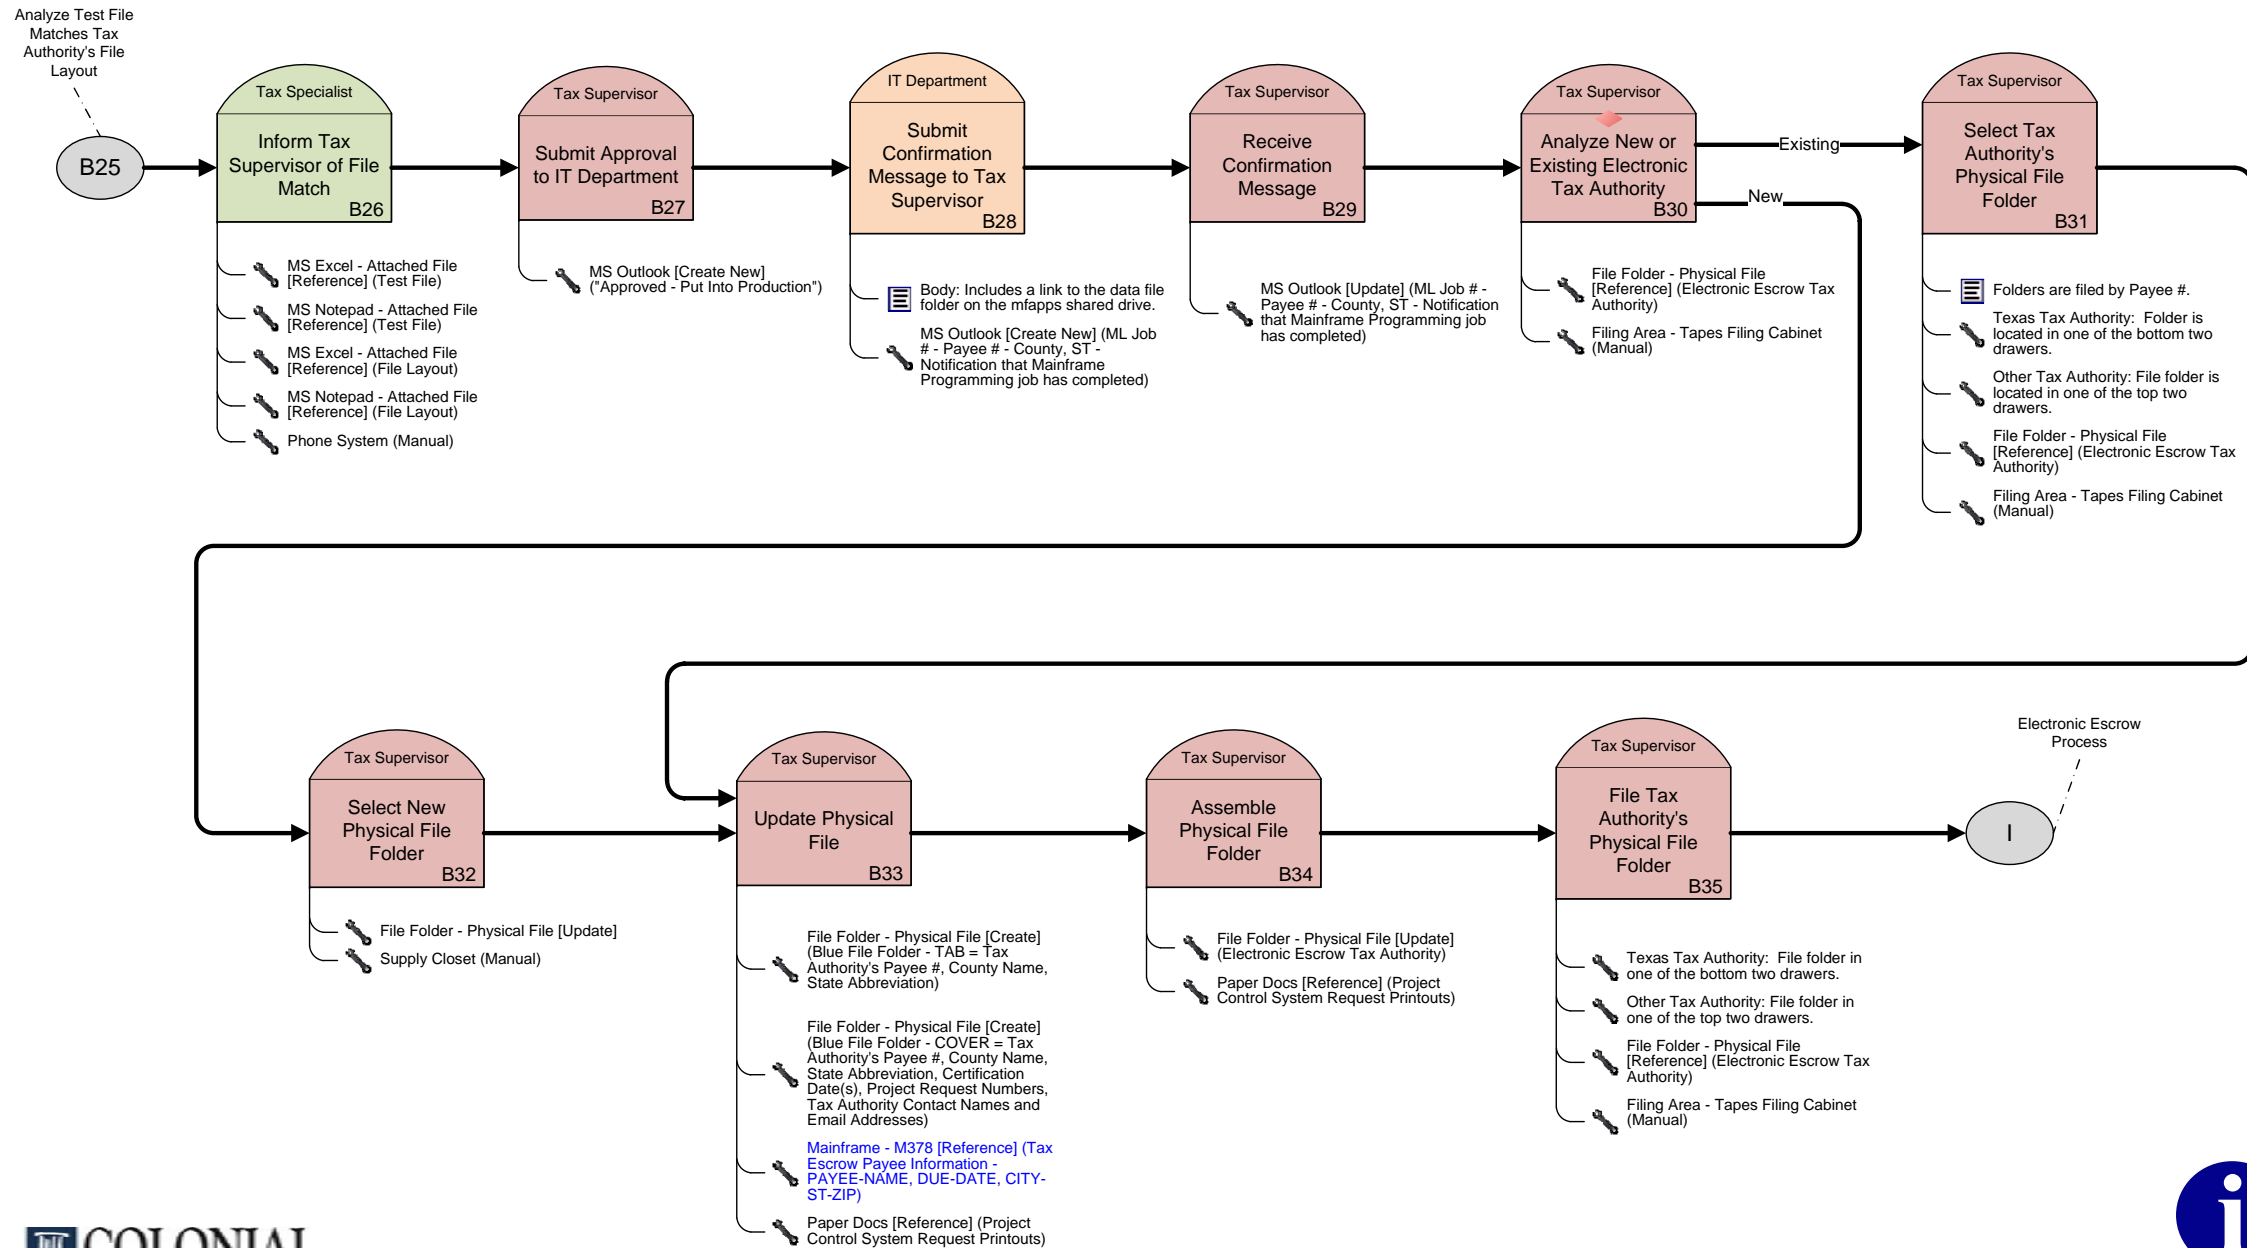 Analyze Test File
Matches Tax
Authority's File
Layout
B25
Tax Specialist
Inform Tax
Supervisor of File
Match
B26
MS Excel - Attached File
[Reference] (Test File)
MS Notepad - Attached File
[Reference] (Test File)
MS Excel - Attached File
[Reference] (File Layout)
MS Notepad - Attached File
[Reference] (File Layout)
Phone System (Manual)
Tax Supervisor
Submit Approval
to IT Department
B27
MS Outlook [Create New]
("Approved - Put Into Production")
IT Department
Submit
Confirmation
Message to Tax
Supervisor
B28
Body: Includes a link to the data file
folder on the mfapps shared drive.
MS Outlook [Create New] (ML Job
# - Payee # - County, ST -
Notification that Mainframe
Programming job has completed)
Tax Supervisor
Receive
Confirmation
Message
B29
MS Outlook [Update] (ML Job # -
Payee # - County, ST - Notification
that Mainframe Programming job
has completed)
Tax Supervisor
Analyze New or
Existing Electronic
Tax Authority
B30
Existing
New
File Folder - Physical File
[Reference] (Electronic Escrow Tax
Authority)
Filing Area - Tapes Filing Cabinet
(Manual)
Tax Supervisor
Select Tax
Authority's
Physical File
Folder
B31
Folders are filed by Payee #.
Texas Tax Authority:  Folder is
located in one of the bottom two
drawers.
Other Tax Authority: File folder is
located in one of the top two
drawers.
File Folder - Physical File
[Reference] (Electronic Escrow Tax
Authority)
Filing Area - Tapes Filing Cabinet
(Manual)
Tax Supervisor
Select New
Physical File
Folder
B32
File Folder - Physical File [Update]
Supply Closet (Manual)
Tax Supervisor
Update Physical
File
B33
File Folder - Physical File [Create]
(Blue File Folder - TAB = Tax
Authority's Payee #, County Name,
State Abbreviation)
File Folder - Physical File [Create]
(Blue File Folder - COVER = Tax
Authority's Payee #, County Name,
State Abbreviation, Certification
Date(s), Project Request Numbers,
Tax Authority Contact Names and
Email Addresses)
Mainframe - M378 [Reference] (Tax
Escrow Payee Information -
PAYEE-NAME, DUE-DATE, CITY-
ST-ZIP)
Paper Docs [Reference] (Project
Control System Request Printouts)
Tax Supervisor
Assemble
Physical File
Folder
B34
File Folder - Physical File [Update]
(Electronic Escrow Tax Authority)
Paper Docs [Reference] (Project
Control System Request Printouts)
Tax Supervisor
File Tax
Authority's
Physical File
Folder
B35
Texas Tax Authority:  File folder in
one of the bottom two drawers.
Other Tax Authority: File folder in
one of the top two drawers.
File Folder - Physical File
[Reference] (Electronic Escrow Tax
Authority)
Filing Area - Tapes Filing Cabinet
(Manual)
Electronic Escrow
Process
I
COLONIAL
i